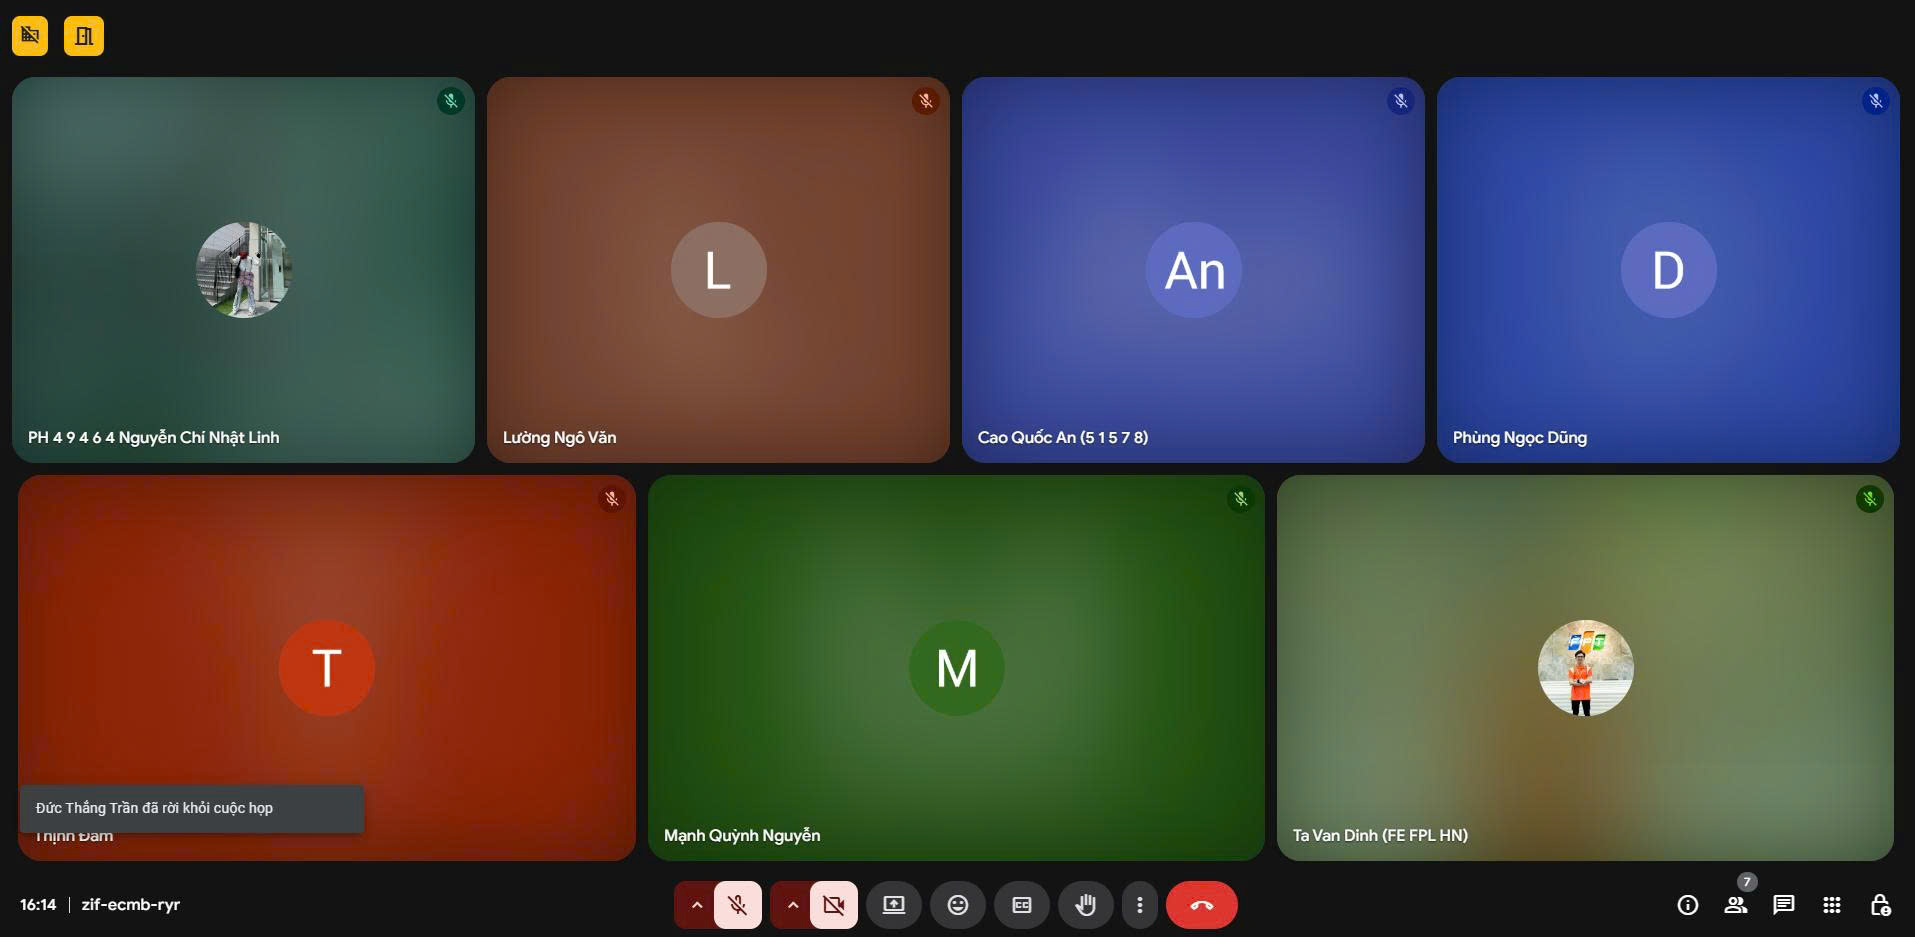 L
An
D
PH 4 9 4 6 4 Nguyễn Chí Nhật Linh
Lường Ngô Văn
Cao Quốc An (5 1 5 7 8)
Phùng Ngọc Dũng
T
M
FPT
Đức Thắng Trần đã rời khỏi cuộc họp
Thịnh Đàm
Mạnh Quỳnh Nguyễn
Ta Van Dinh (FE FPL HN)
16:14 | zif-ecmb-ryr
CC
7